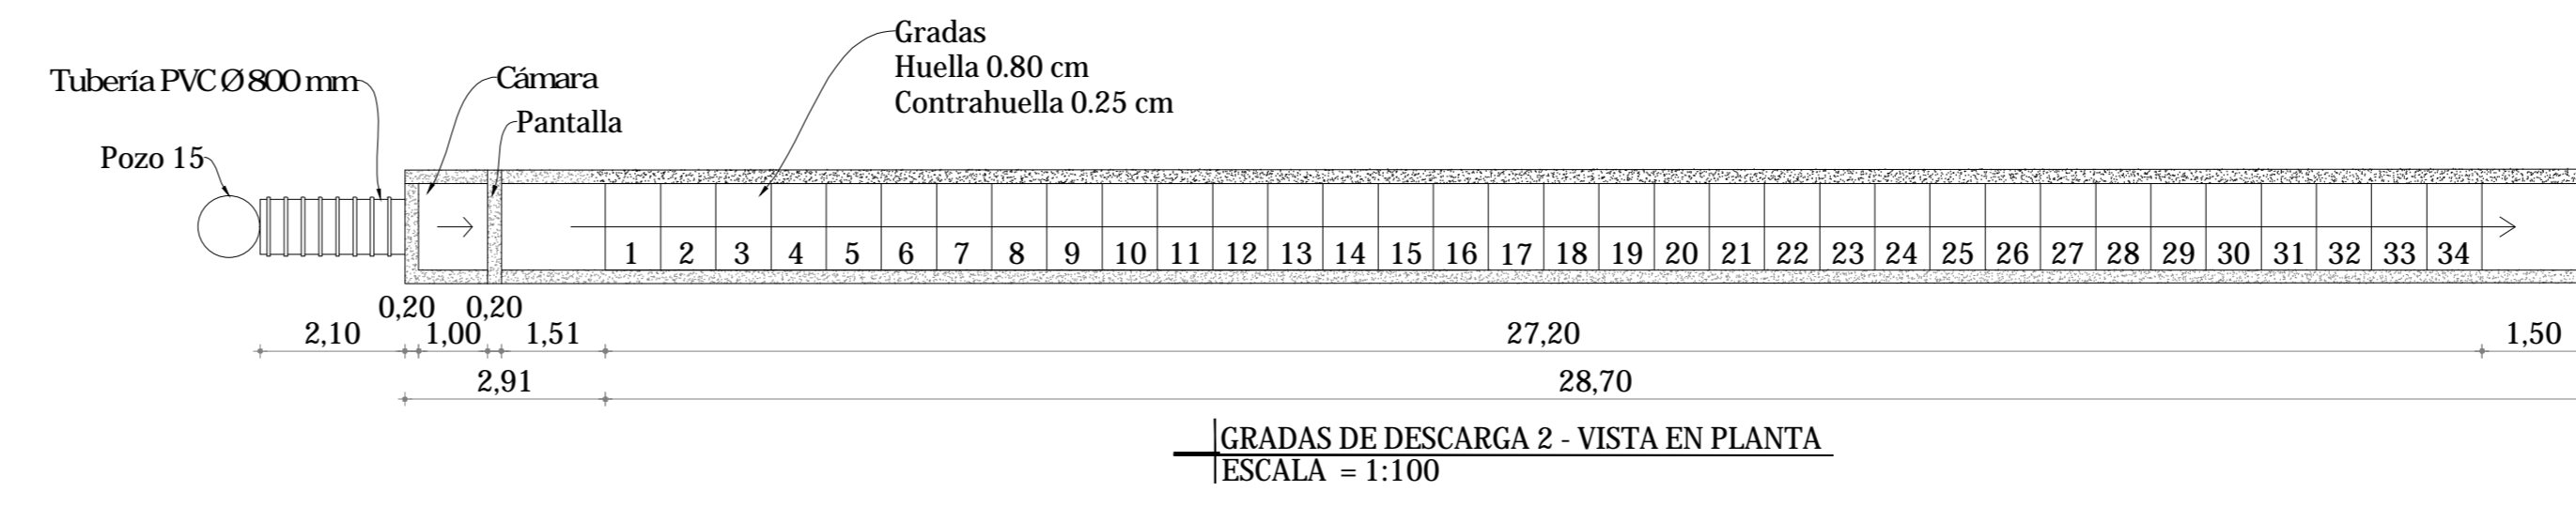 Gradas
Huella 0.80 cm
Contrahuella 0.25 cm
Tubería PVC Ø 800 mm
Cámara
Pantalla
Pozo 15
1 2 3 4 5 6 7 8 9 10 11 12 13 14 15 16 17 18 19 20 21 22 23 24 25 26 27 28 29 30 31 32 33 34
0,20 0,20
2,10 1,00 1,51 27,20 1,50
2,91 28,70
GRADAS DE DESCARGA 2 - VISTA EN PLANTA
ESCALA = 1:100